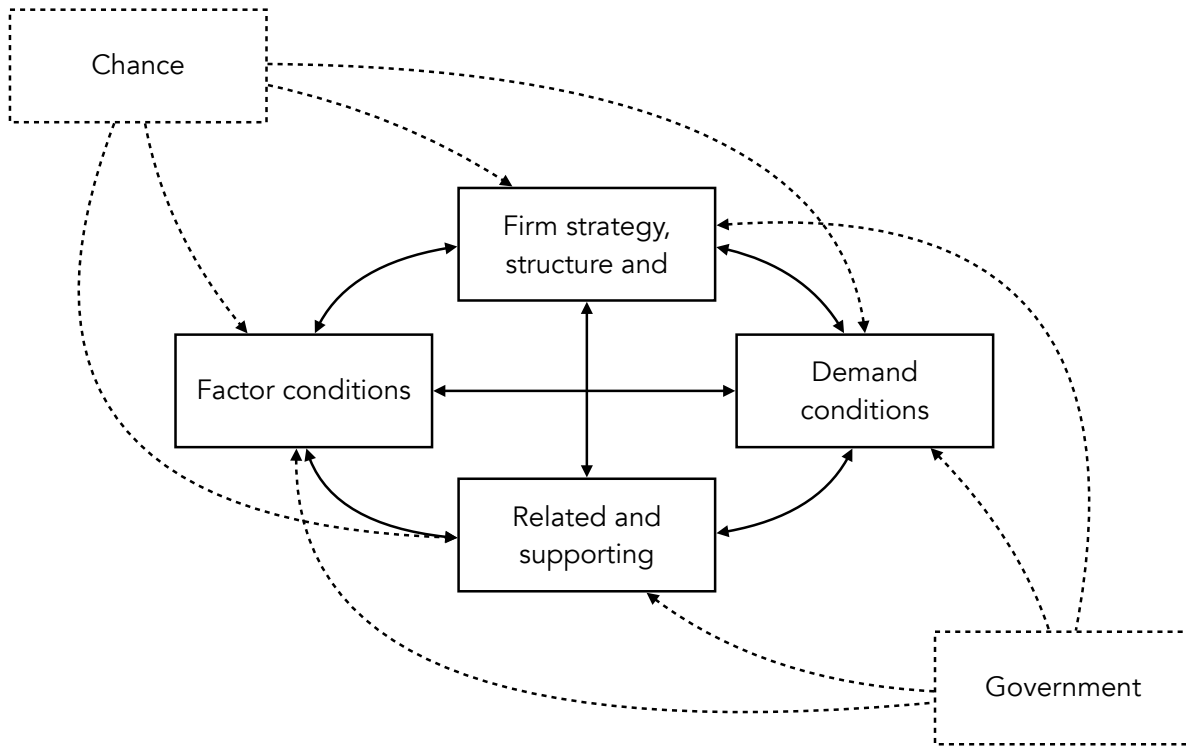 Chance
Firm strategy,
structure and
Factor conditions
Demand
conditions
Related and
supporting
Government